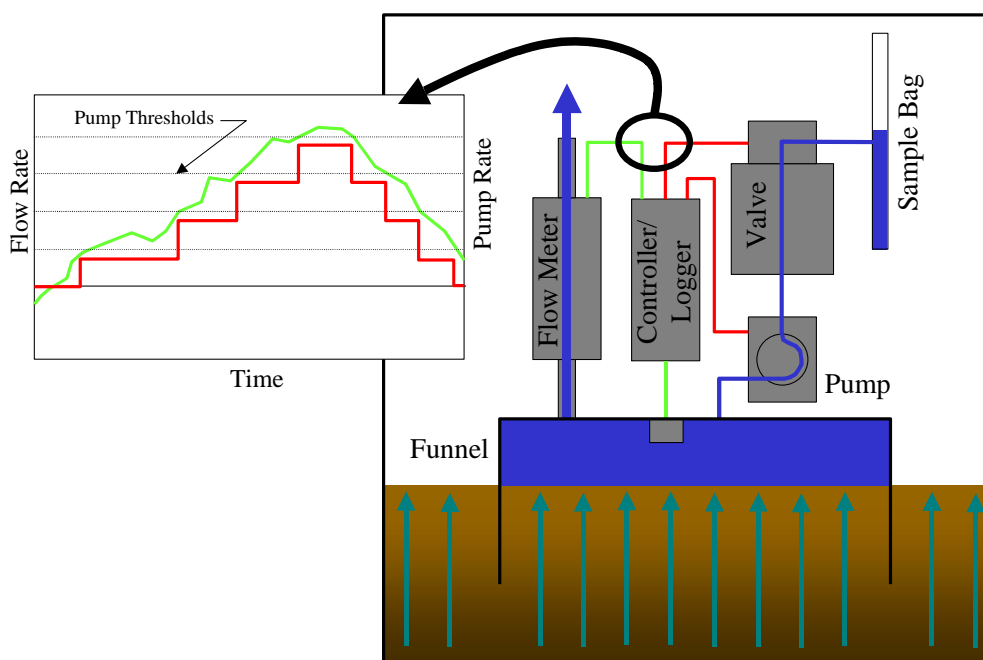 Pump Thresholds
Flow Rate
Pump Rate
Time
Flow Meter
Controller/
Logger
Valve
Sample Bag
Pump
Funnel